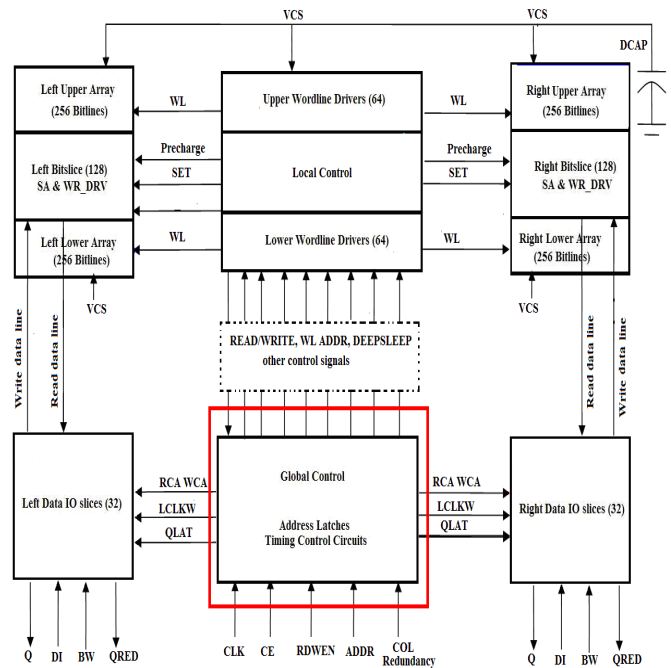 VCS
VCS
VCS
DCAP
Left Upper Array
(256 Bitlines)
WL
Upper Wordline Drivers (64)
WL
Right Upper Array
(256 Bitlines)
Left Bitslice (128)
SA & WR_DRV
Precharge
SET
Local Control
Precharge
SET
Right Bitslice (128)
SA & WR_DRV
Left Lower Array
(256 Bitlines)
WL
Lower Wordline Drivers (64)
WL
Right Lower Array
(256 Bitlines)
VCS
VCS
Write data line
Read data line
READ/WRITE, WL ADDR, DEEPSLEEP
other control signals
Read data line
Write data line
Left Data IO slices (32)
RCA WCA
LCLKW
QLAT
Global Control
Address Latches
Timing Control Circuits
RCA WCA
LCLKW
QLAT
Right Data IO slices (32)
Q
DI
BW
QRED
CLK
CE
RDWEN
ADDR
COL
Redundancy
Q
DI
BW
QRED